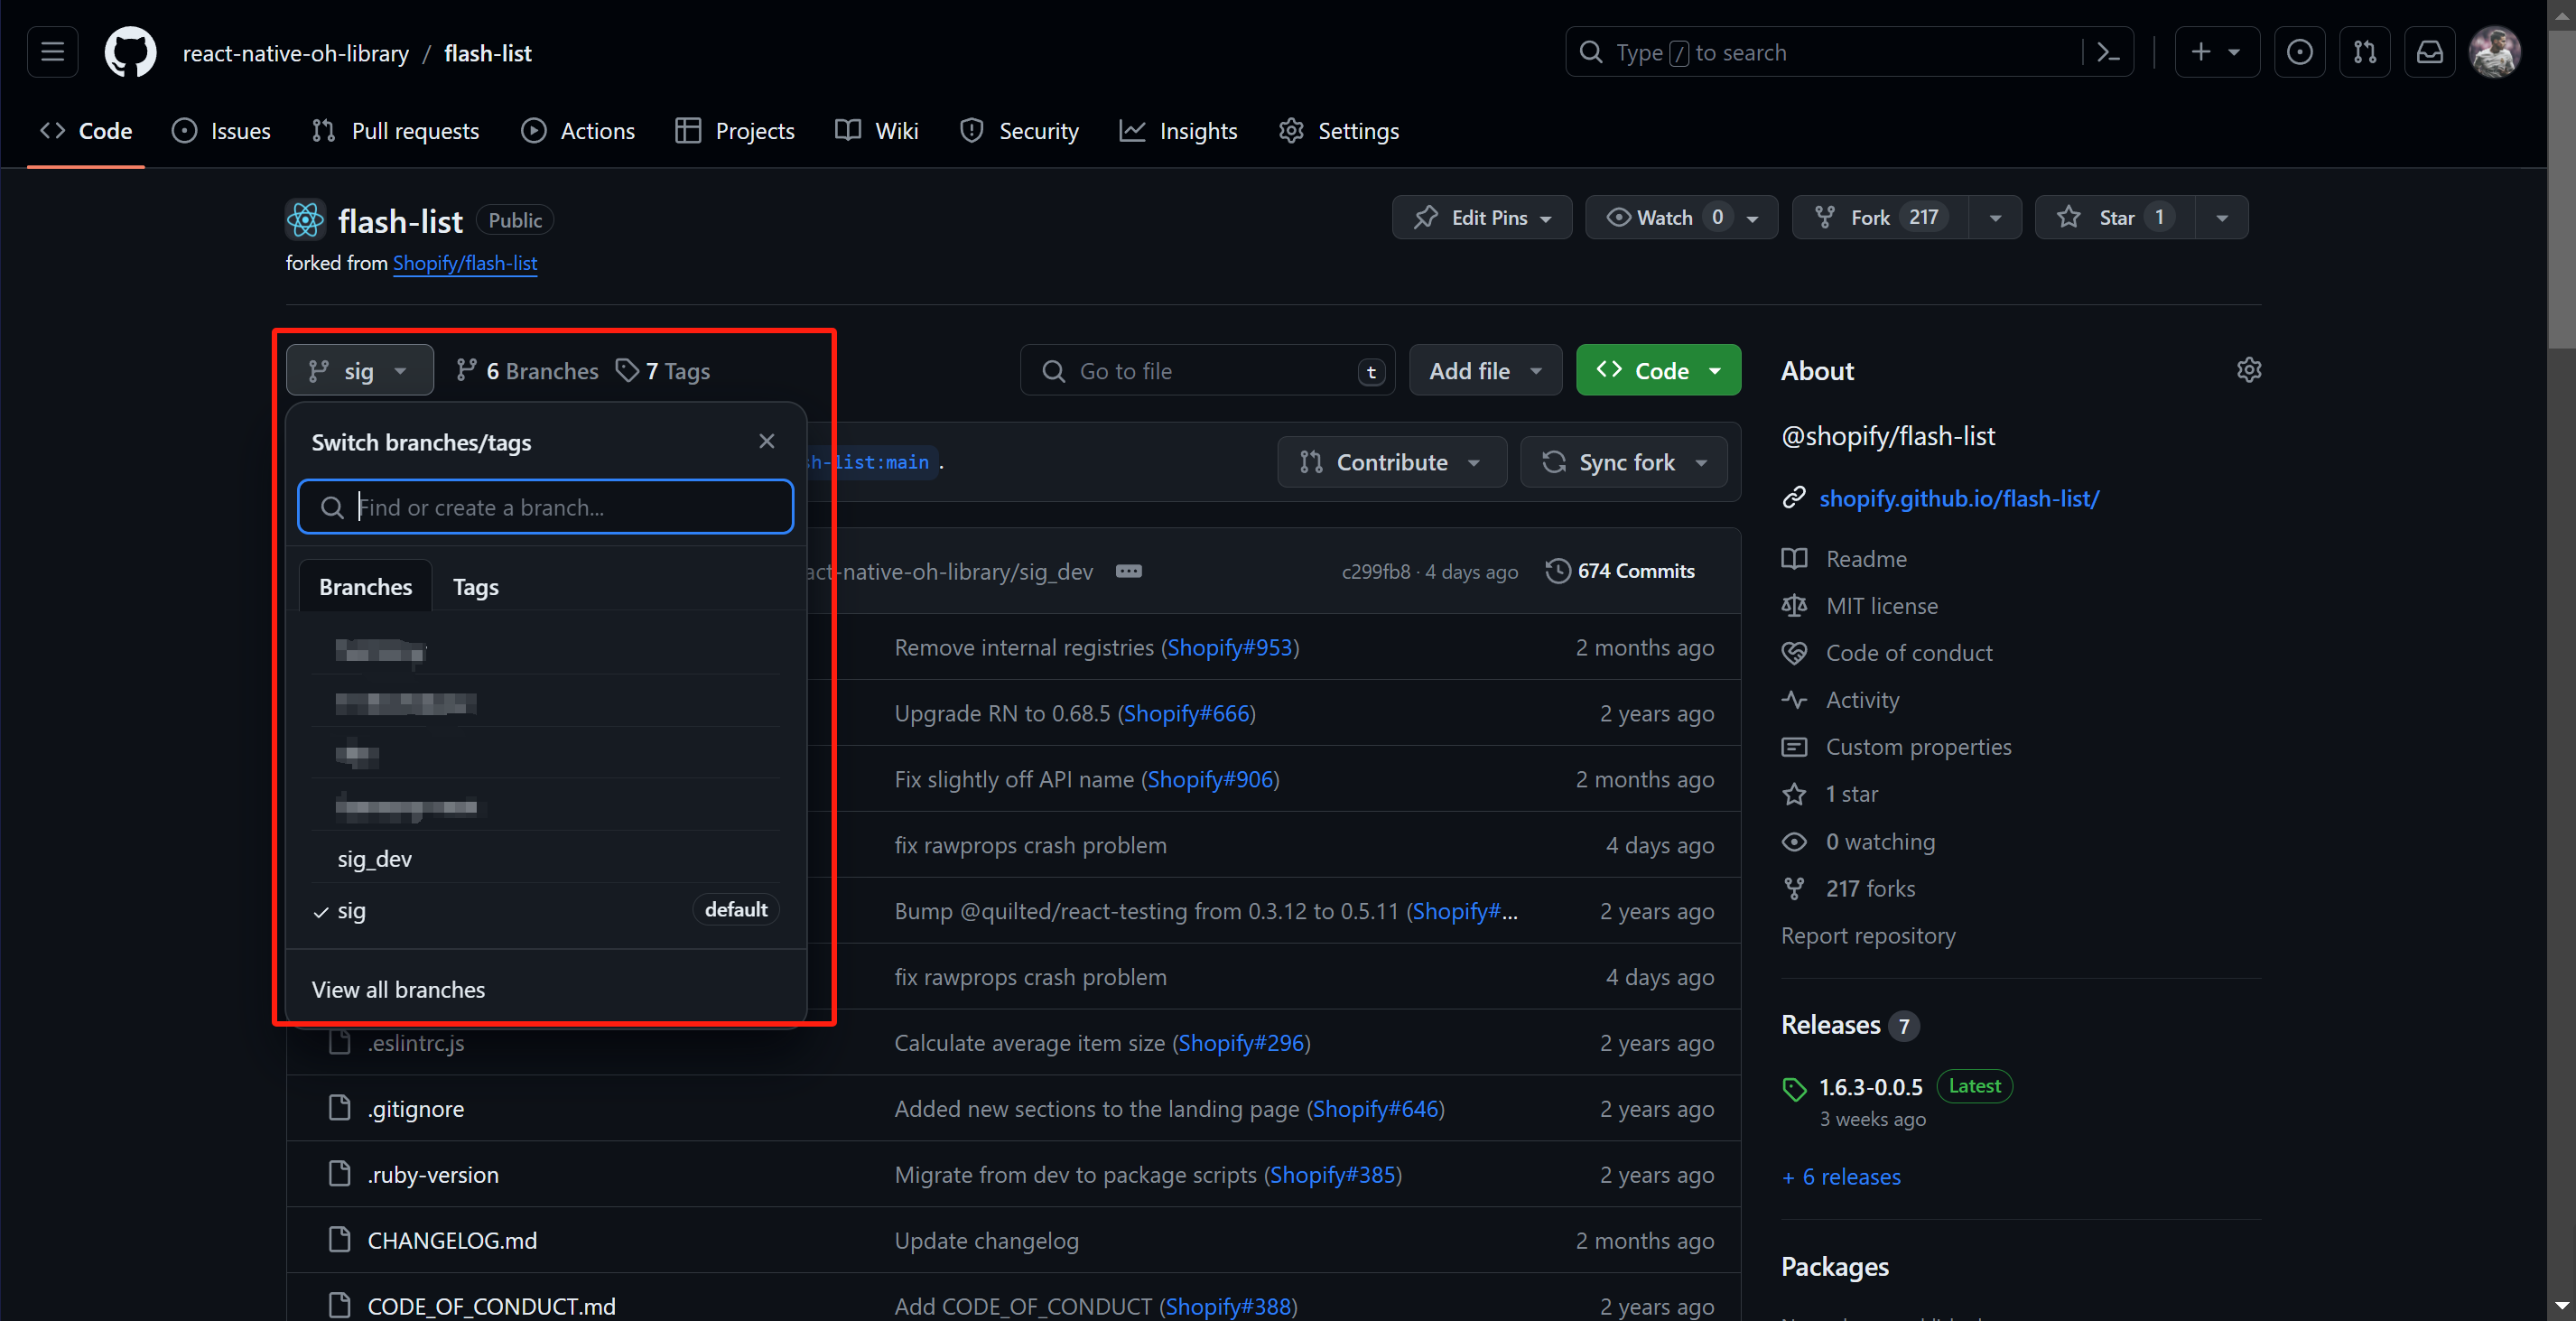 react-native-oh-library / flash-list
Type / to search
Code
Issues
Pull requests
Actions
Projects
Wiki
Security
Insights
Settings
flash-list Public
Edit Pins
Watch 0
Fork 217
Star 1
forked from Shopify/flash-list
sig
6 Branches
7 Tags
Go to file t
Add file
Code
Switch branches/tags
Find or create a branch...
Branches
Tags
sig_dev
sig default
View all branches
h-list:main .
Contribute
Sync fork
act-native-oh-library/sig_dev
c299fb8 · 4 days ago
674 Commits
Remove internal registries (Shopify#953) 2 months ago
Upgrade RN to 0.68.5 (Shopify#666) 2 years ago
Fix slightly off API name (Shopify#906) 2 months ago
fix rawprops crash problem 4 days ago
Bump @quilted/react-testing from 0.3.12 to 0.5.11 (Shopify#... 2 years ago
fix rawprops crash problem 4 days ago
.eslintrc.js Calculate average item size (Shopify#296) 2 years ago
.gitignore Added new sections to the landing page (Shopify#646) 2 years ago
.ruby-version Migrate from dev to package scripts (Shopify#385) 2 years ago
CHANGELOG.md Update changelog 2 months ago
CODE_OF_CONDUCT.md Add CODE_OF_CONDUCT (Shopify#388) 2 years ago
About
@shopify/flash-list
shopify.github.io/flash-list/
Readme
MIT license
Code of conduct
Activity
Custom properties
1 star
0 watching
217 forks
Report repository
Releases 7
1.6.3-0.0.5 Latest
3 weeks ago
+ 6 releases
Packages